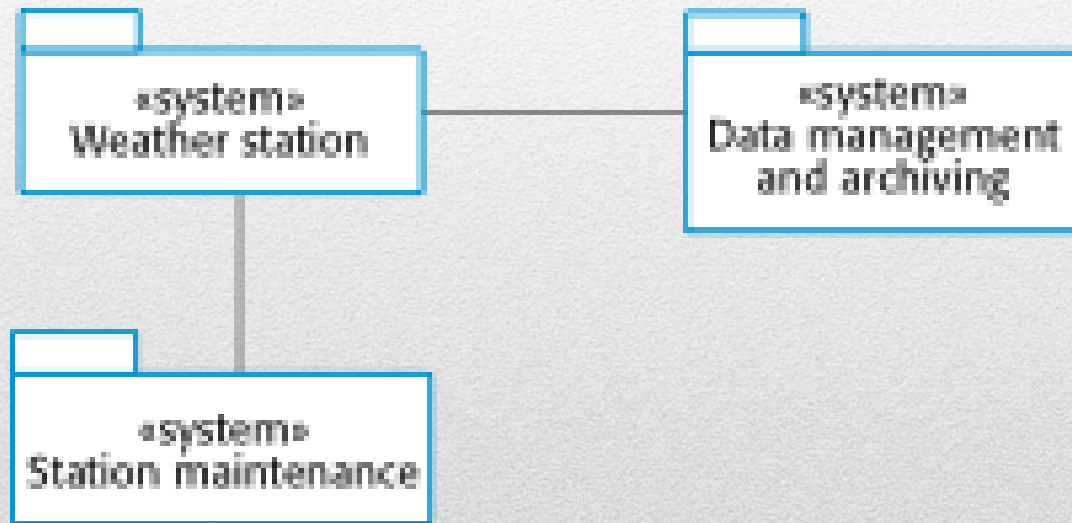 «system»
Weather station
«system»
Data management
and archiving
«system»
Station maintenance